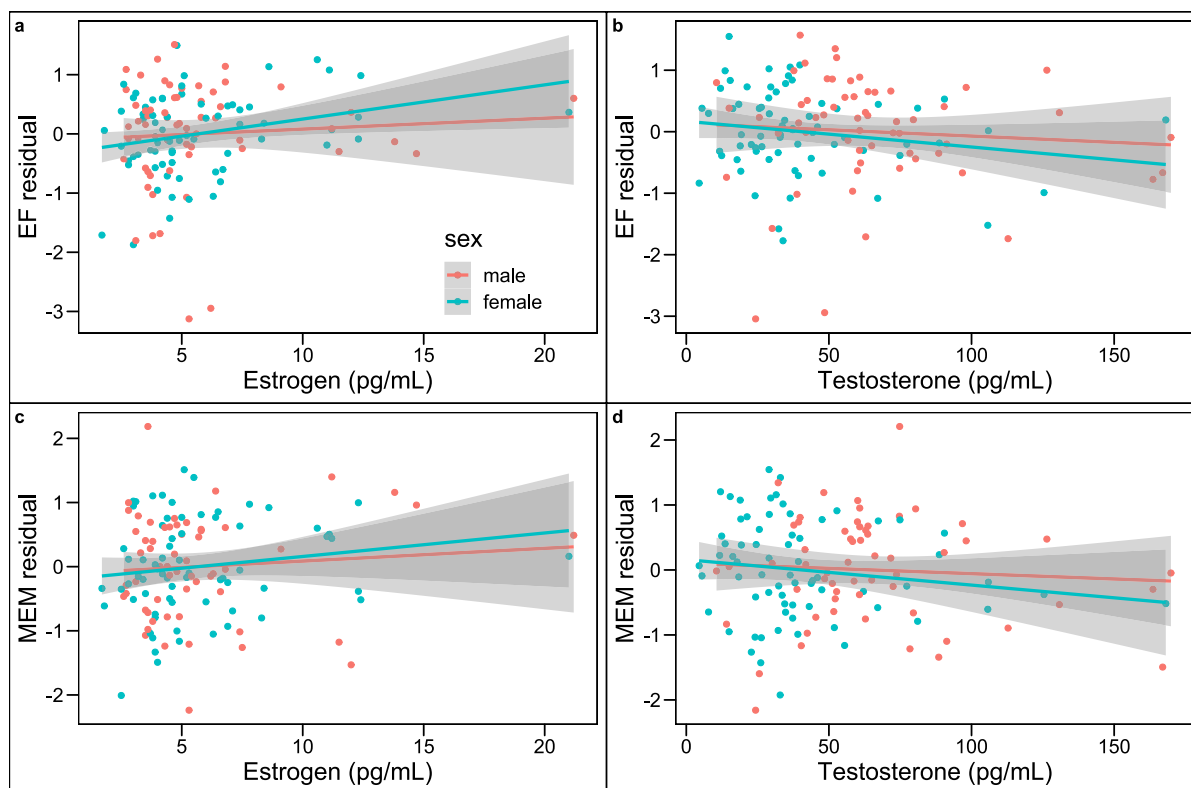 a
EF residual
1
0
-1
-2
-3
sex
male
female
5
10
15
20
Estrogen (pg/mL)
b
EF residual
1
0
-1
-2
-3
0
50
100
150
Testosterone (pg/mL)
c
MEM residual
2
1
0
-1
-2
5
10
15
20
Estrogen (pg/mL)
d
MEM residual
2
1
0
-1
-2
0
50
100
150
Testosterone (pg/mL)